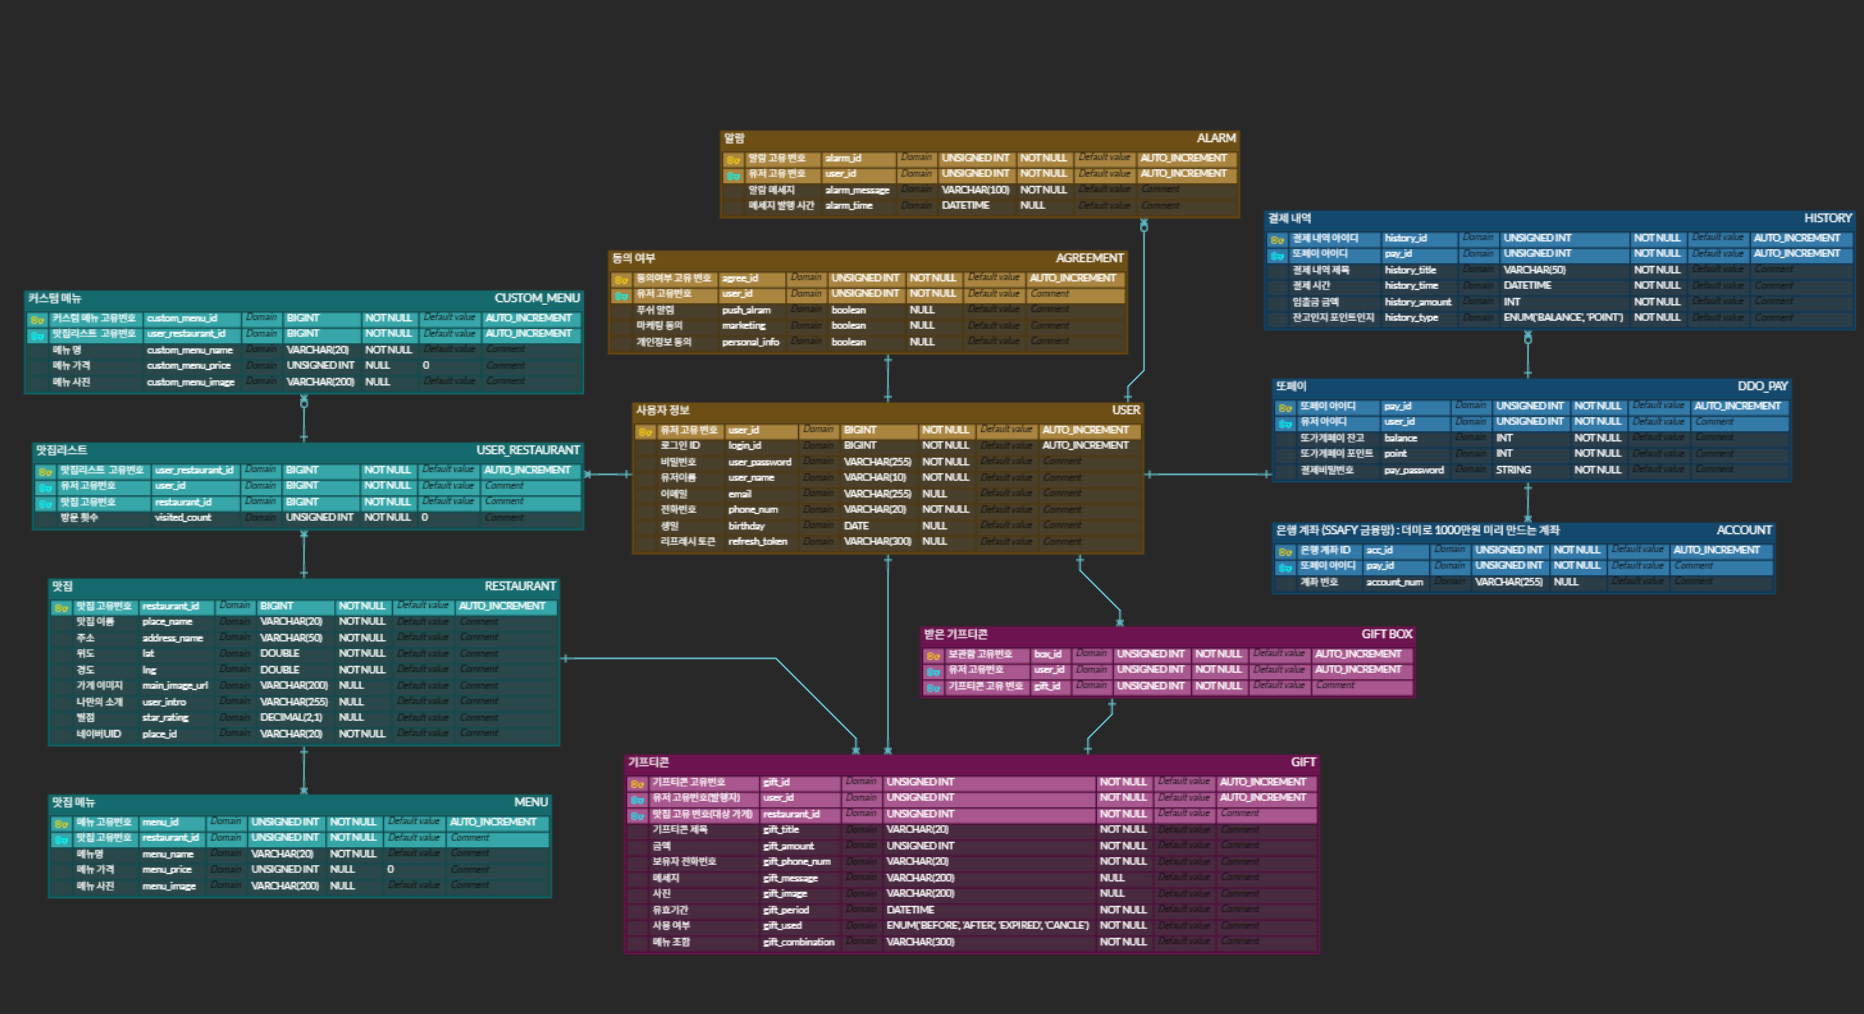 알람 ALARM
알람 고유 번호 alarm_id Domain UNSIGNED INT NOT NULL Default value AUTO_INCREMENT
유저 고유 번호 user_id Domain UNSIGNED INT NOT NULL Default value AUTO_INCREMENT
알람 메세지 alarm_message Domain VARCHAR(100) NOT NULL Default value Comment
메세지 발행 시간 alarm_time Domain DATETIME NULL Default value Comment
결제 내역 HISTORY
결제 내역 아이디 history_id Domain UNSIGNED INT NOT NULL Default value AUTO_INCREMENT
또페이 아이디 pay_id Domain UNSIGNED INT NOT NULL Default value AUTO_INCREMENT
결제 내역 제목 history_title Domain VARCHAR(50) NOT NULL Default value Comment
결제 시간 history_time Domain DATETIME NOT NULL Default value Comment
입출금 금액 history_amount Domain INT NOT NULL Default value Comment
잔고인지 포인트인지 history_type Domain ENUM('BALANCE', 'POINT') NOT NULL Default value Comment
동의 여부 AGREEMENT
동의여부 고유 번호 agree_id Domain UNSIGNED INT NOT NULL Default value AUTO_INCREMENT
유저 고유번호 user_id Domain UNSIGNED INT NOT NULL Default value Comment
푸쉬 알림 push_alram Domain boolean NULL Default value Comment
마케팅 동의 marketing Domain boolean NULL Default value Comment
개인정보 동의 personal_info Domain boolean NULL Default value Comment
커스텀 메뉴 CUSTOM_MENU
커스텀 메뉴 고유번호 custom_menu_id Domain BIGINT NOT NULL Default value AUTO_INCREMENT
맛집리스트 고유번호 user_restaurant_id Domain BIGINT NOT NULL Default value AUTO_INCREMENT
메뉴 명 custom_menu_name Domain VARCHAR(20) NOT NULL Default value Comment
메뉴 가격 custom_menu_price Domain UNSIGNED INT NULL 0 Comment
메뉴 사진 custom_menu_image Domain VARCHAR(200) NULL Default value Comment
또페이 DDO_PAY
또페이 아이디 pay_id Domain UNSIGNED INT NOT NULL Default value AUTO_INCREMENT
유저 아이디 user_id Domain UNSIGNED INT NOT NULL Default value Comment
또가게페이 잔고 balance Domain INT NOT NULL Default value Comment
또가게페이 포인트 point Domain INT NOT NULL Default value Comment
결제비밀번호 pay_password Domain STRING NOT NULL Default value Comment
사용자 정보 USER
유저 고유 번호 user_id Domain BIGINT NOT NULL Default value AUTO_INCREMENT
로그인 ID login_id Domain BIGINT NOT NULL Default value AUTO_INCREMENT
비밀번호 user_password Domain VARCHAR(255) NOT NULL Default value Comment
유저이름 user_name Domain VARCHAR(10) NOT NULL Default value Comment
이메일 email Domain VARCHAR(255) NULL Default value Comment
전화번호 phone_num Domain VARCHAR(20) NOT NULL Default value Comment
생일 birthday Domain DATE NULL Default value Comment
리프레시 토큰 refresh_token Domain VARCHAR(300) NULL Default value Comment
맛집리스트 USER_RESTAURANT
맛집리스트 고유번호 user_restaurant_id Domain BIGINT NOT NULL Default value AUTO_INCREMENT
유저 고유번호 user_id Domain BIGINT NOT NULL Default value Comment
맛집 고유번호 restaurant_id Domain BIGINT NOT NULL Default value Comment
방문 횟수 visited_count Domain UNSIGNED INT NOT NULL 0 Comment
은행 계좌 (SSAFY 금융망) : 더미로 1000만원 미리 만드는 계좌 ACCOUNT
은행 계좌 ID acc_id Domain UNSIGNED INT NOT NULL Default value AUTO_INCREMENT
또페이 아이디 pay_id Domain UNSIGNED INT NOT NULL Default value Comment
계좌 번호 account_num Domain VARCHAR(255) NULL Default value Comment
맛집 RESTAURANT
맛집 고유번호 restaurant_id Domain BIGINT NOT NULL Default value AUTO_INCREMENT
맛집 이름 place_name Domain VARCHAR(20) NOT NULL Default value Comment
주소 address_name Domain VARCHAR(50) NOT NULL Default value Comment
위도 lat Domain DOUBLE NOT NULL Default value Comment
경도 lng Domain DOUBLE NOT NULL Default value Comment
가게 이미지 main_image_url Domain VARCHAR(200) NULL Default value Comment
나만의 소개 user_intro Domain VARCHAR(255) NULL Default value Comment
별점 star_rating Domain DECIMAL(2,1) NULL Default value Comment
네이버UID place_id Domain VARCHAR(20) NOT NULL Default value Comment
받은 기프티콘 GIFT BOX
보관함 고유번호 box_id Domain UNSIGNED INT NOT NULL Default value AUTO_INCREMENT
유저 고유번호 user_id Domain UNSIGNED INT NOT NULL Default value AUTO_INCREMENT
기프티콘 고유 번호 gift_id Domain UNSIGNED INT NOT NULL Default value Comment
기프티콘 GIFT
기프티콘 고유번호 gift_id Domain UNSIGNED INT NOT NULL Default value AUTO_INCREMENT
유저 고유번호(발행자) user_id Domain UNSIGNED INT NOT NULL Default value AUTO_INCREMENT
맛집 고유 번호(대상 가게) restaurant_id Domain UNSIGNED INT NOT NULL Default value Comment
기프티콘 제목 gift_title Domain VARCHAR(20) NOT NULL Default value Comment
금액 gift_amount Domain UNSIGNED INT NOT NULL Default value Comment
보유자 전화번호 gift_phone_num Domain VARCHAR(20) NOT NULL Default value Comment
메세지 gift_message Domain VARCHAR(200) NULL Default value Comment
사진 gift_image Domain VARCHAR(200) NULL Default value Comment
유효기간 gift_period Domain DATETIME NOT NULL Default value Comment
사용 여부 gift_used Domain ENUM('BEFORE', 'AFTER', 'EXPIRED', 'CANCLE') NOT NULL Default value Comment
메뉴 조합 gift_combination Domain VARCHAR(300) NOT NULL Default value Comment
맛집 메뉴 MENU
메뉴 고유번호 menu_id Domain UNSIGNED INT NOT NULL Default value AUTO_INCREMENT
맛집 고유번호 restaurant_id Domain UNSIGNED INT NOT NULL Default value Comment
메뉴명 menu_name Domain VARCHAR(20) NOT NULL Default value Comment
메뉴 가격 menu_price Domain UNSIGNED INT NULL 0 Comment
메뉴 사진 menu_image Domain VARCHAR(200) NULL Default value Comment